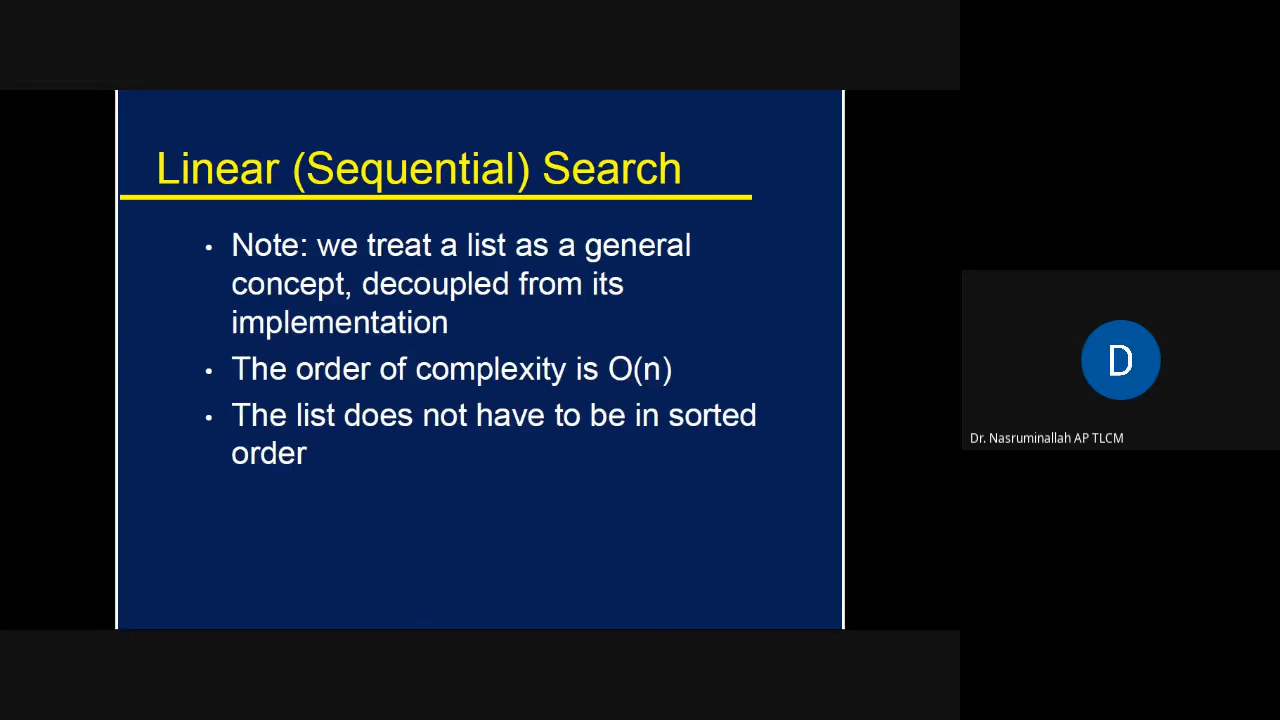 Linear (Sequential) Search
• Note: we treat a list as a general
concept, decoupled from its
implementation
• The order of complexity is O(n)
• The list does not have to be in sorted
order
D
Dr. Nasruminallah AP TLCM